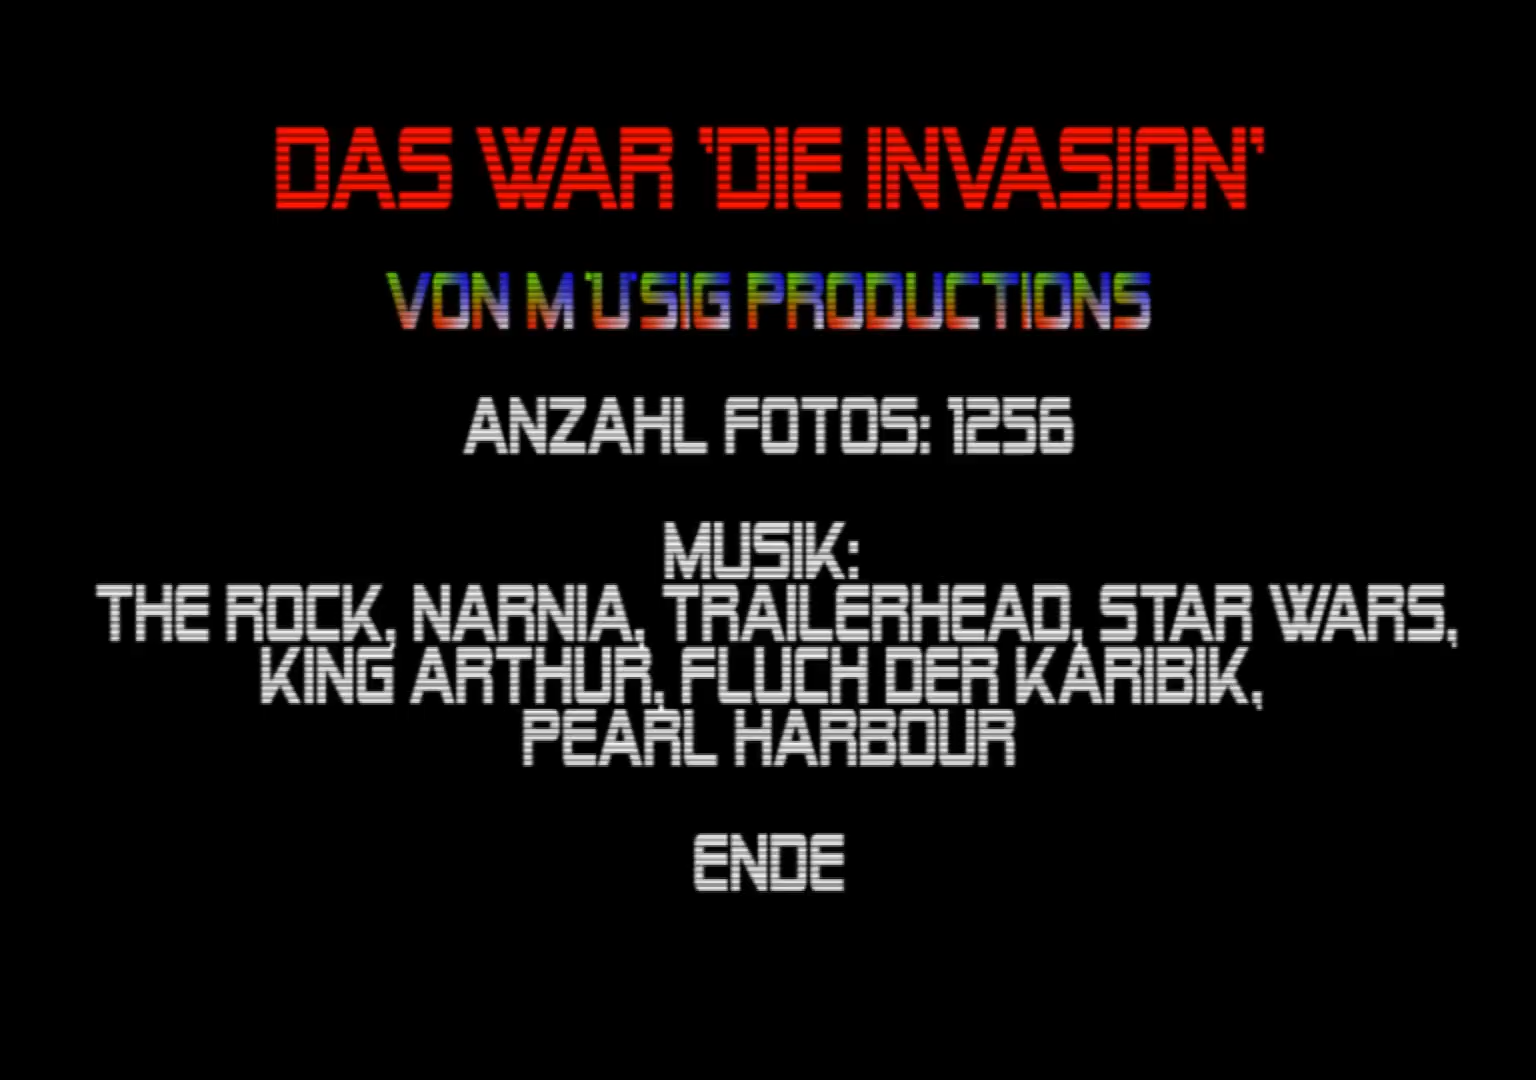 DAS WAR 'DIE INVASION'
VON M'U'SIG PRODUCTIONS
ANZAHL FOTOS: 1256
MUSIK:
THE ROCK, NARNIA, TRAILERHEAD, STAR WARS,
KING ARTHUR, FLUCH DER KARIBIK,
PEARL HARBOUR
ENDE